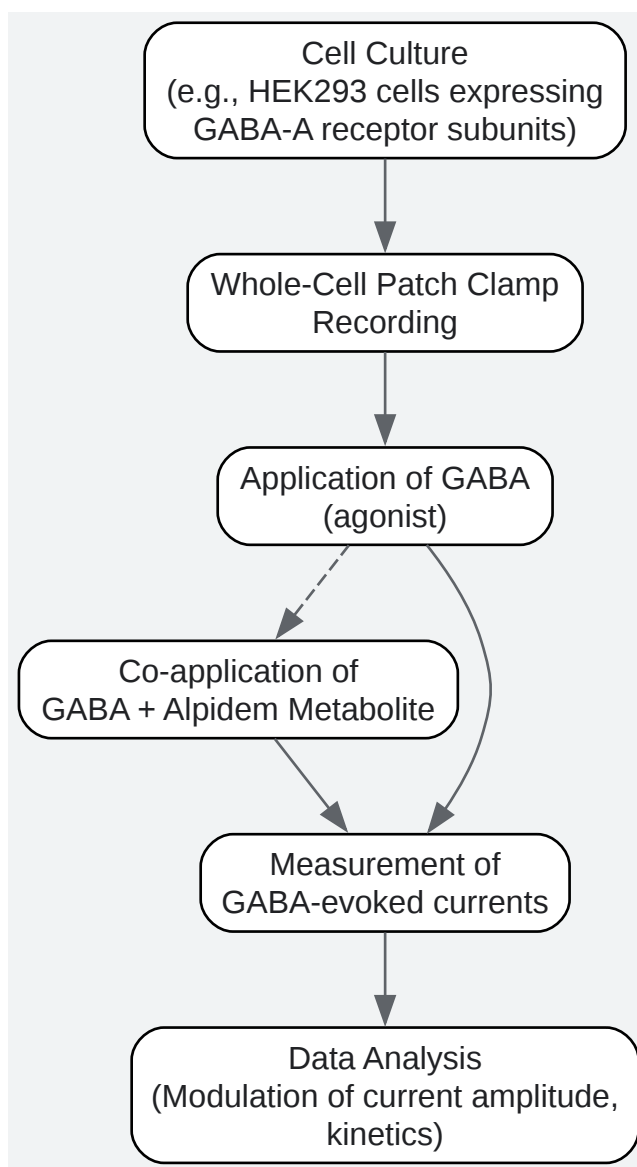 Cell Culture
(e.g., HEK293 cells expressing
GABA-A receptor subunits)
Whole-Cell Patch Clamp
Recording
Application of GABA
(agonist)
Co-application of
GABA + Alpidem Metabolite
Measurement of
GABA-evoked currents
Data Analysis
(Modulation of current amplitude,
kinetics)